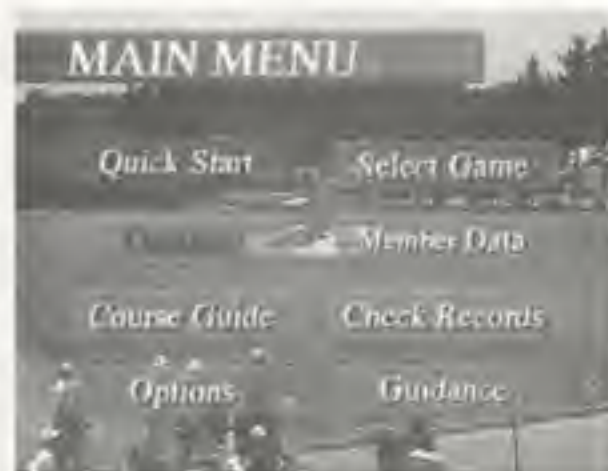 MAIN MENU
Quick Start Select Game
Member Data
Course Guide Check Records
Options Guidance